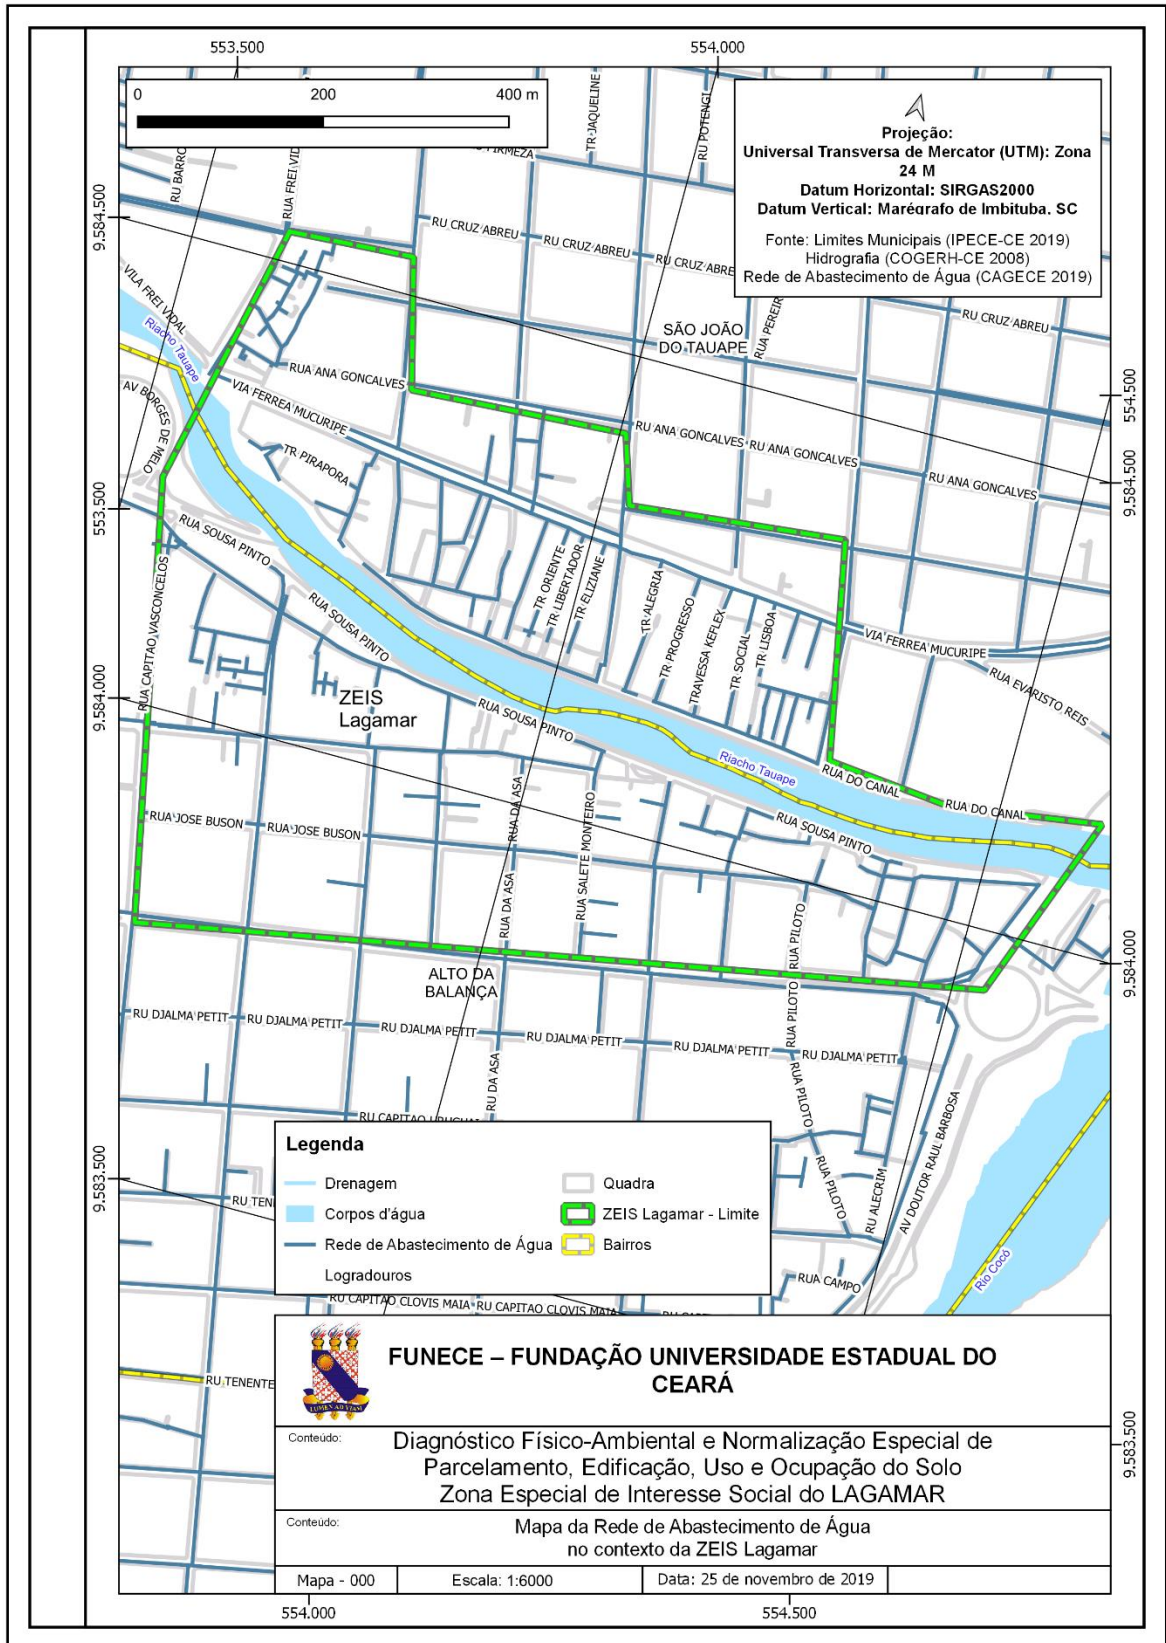 553.500
554.000
0 200 400 m
Projeção:
Universal Transversa de Mercator (UTM): Zona
24 M
Datum Horizontal: SIRGAS2000
Datum Vertical: Marégrafo de Imbituba. SC
Fonte: Limites Municipais (IPECE-CE 2019)
Hidrografia (COGERH-CE 2008)
Rede de Abastecimento de Água (CAGECE 2019)
TR JAQUELINE
RU POTENGI
9.584.500
RU CRUZ ABREU
RU CRUZ ABREU
RU CRUZ ABRE
RU CRUZ ABREU
VILA FREI VIDAL
Riacho Tauape
SÃO JOÃO
DO TAUAPE
AV BORGES DE MELO
RUA ANA GONCALVES
VIA FERREA MUCURIPE
554.500
RUA ANA GONCALVES
RUA ANA GONCALVES
RUA ANA GONCALVES
TR PIRAPORA
9.584.500
553.500
RUA SOUSA PINTO
RUA CAPITAO VASCONCELOS
RUA SOUSA PINTO
TR ORIENTE
TR LIBERTADOR
TR ELIZIANE
TR ALEGRIA
TR PROGRESSO
TRAVESSA KEFLEX
TR SOCIAL
TR LISBOA
VIA FERREA MUCURIPE
RUA EVARISTO REIS
9.584.000
ZEIS
Lagamar
RUA SOUSA PINTO
Riacho Tauape
RUA DO CANAL
RUA DO CANAL
RUA SOUSA PINTO
RUA JOSE BUSON
RUA JOSE BUSON
RUA DA ASA
RUA SALETE MONTEIRO
RUA DA ASA
RUA PILOTO
RUA PILOTO
9.584.000
ALTO DA
BALANÇA
RU DJALMA PETIT
RU DJALMA PETIT
RU DJALMA PETIT
RU DJALMA PETIT
RU DJALMA PETIT
RU DJALMA PETIT
RU DA ASA
RUA PILOTO
RUA PILOTO
RU ALECRIM
AV DOUTOR RAUL BARBOSA
Rio Cocó
9.583.500
RU TEN
Legenda
Drenagem
Corpos d'água
Rede de Abastecimento de Água
Logradouros
Quadra
ZEIS Lagamar - Limite
Bairros
RUA CAMPO
RU CAPITAO CLOVIS MAIA
RU CAPITAO CLOVIS MAIA
RU TENENTE
FUNECE – FUNDAÇÃO UNIVERSIDADE ESTADUAL DO
CEARÁ
LUMEN AD VIAM
Conteúdo:
Diagnóstico Físico-Ambiental e Normalização Especial de
Parcelamento, Edificação, Uso e Ocupação do Solo
Zona Especial de Interesse Social do LAGAMAR
Conteúdo:
Mapa da Rede de Abastecimento de Água
no contexto da ZEIS Lagamar
Mapa - 000
Escala: 1:6000
Data: 25 de novembro de 2019
9.583.500
554.000
554.500